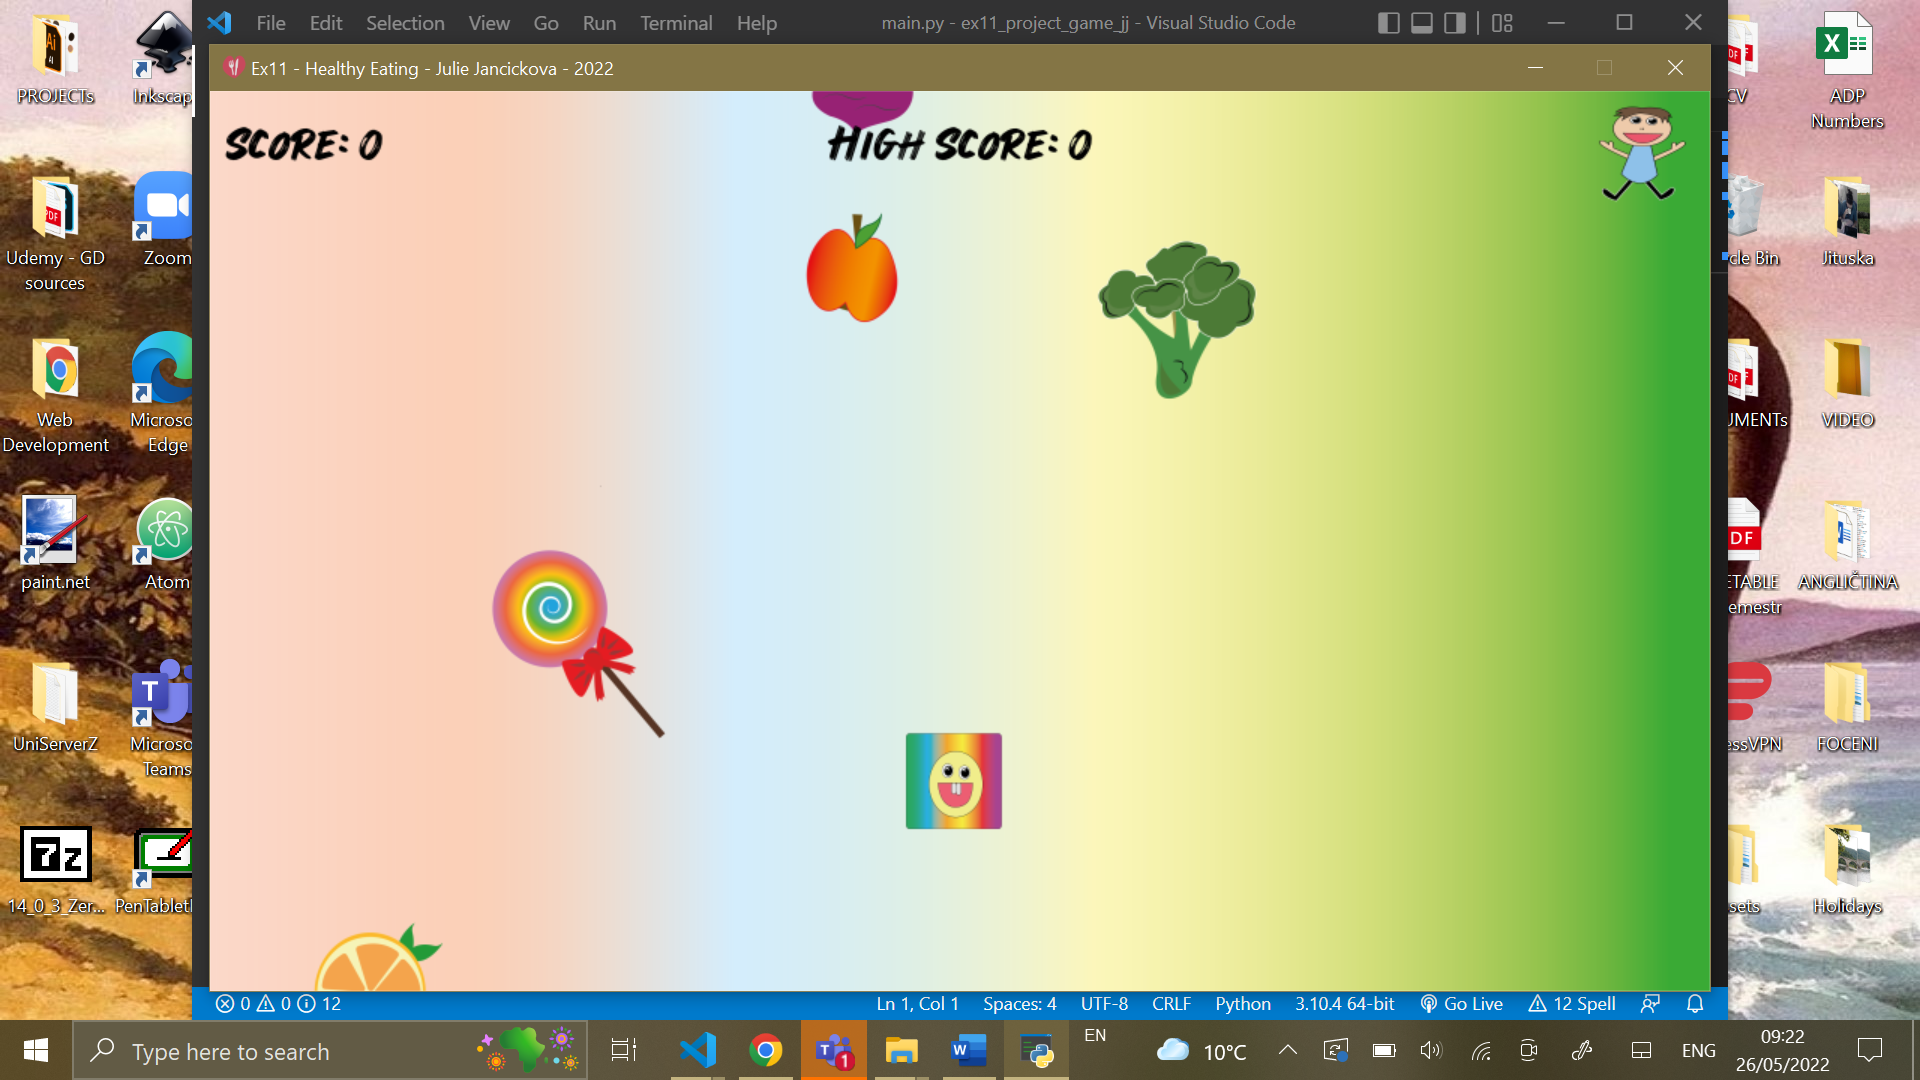 File Edit Selection View Go Run Terminal Help main.py - ex11_project_game_jj - Visual Studio Code
Ex11 - Healthy Eating - Julie Jancickova - 2022
SCORE: 0
HIGH SCORE: 0
PROJECTs
Inkscap
Udemy - GD
sources
Zoom
Web
Development
Microso
Edge
paint.net
Atom
UniServerZ
Microso
Teams
7z
14_0_3_Zer...
PenTablet
CV
ADP
Numbers
cle Bin
Jituska
UMENTs
VIDEO
DF
ETABLE
emestr
ANGLIČTINA
essVPN
FOCENI
sets
Holidays
0 0 12
Ln 1, Col 1 Spaces: 4 UTF-8 CRLF Python 3.10.4 64-bit Go Live 12 Spell
Type here to search
1
EN
10°C
ENG
09:22
26/05/2022